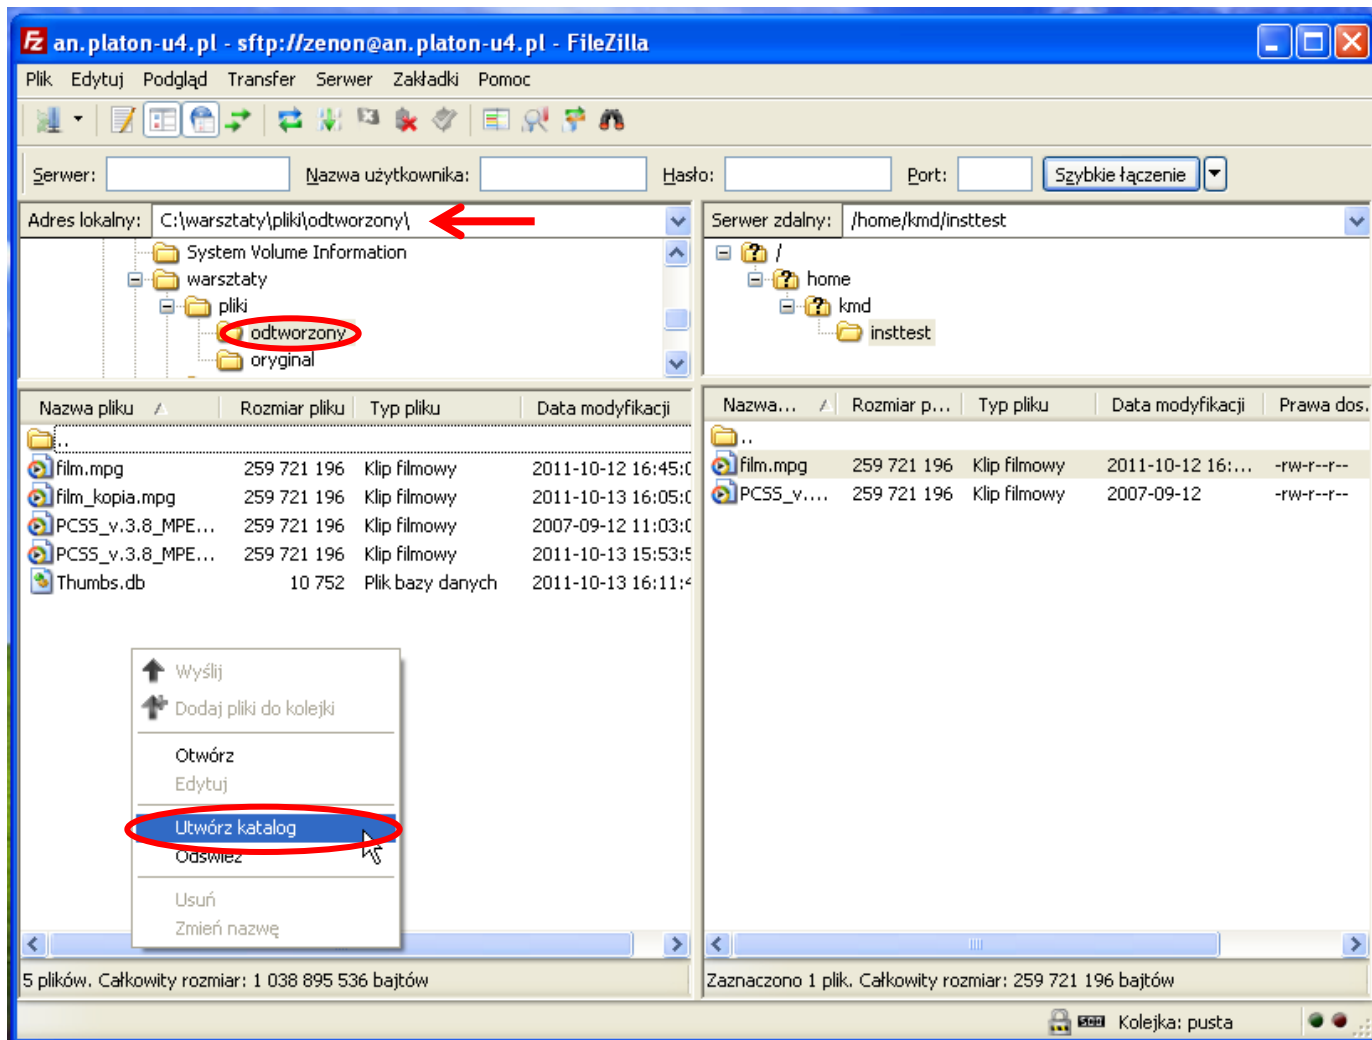 an.platon-u4.pl - sftp://zenon@an.platon-u4.pl - FileZilla
Plik Edytuj Podgląd Transfer Serwer Zakładki Pomoc
Serwer: Nazwa użytkownika: Hasło: Port: Szybkie łączenie
Adres lokalny: C:\warsztaty\pliki\odtworzony\
System Volume Information
warsztaty
pliki
odtworzony
oryginal
Serwer zdalny: /home/kmd/insttest
/
home
kmd
insttest
Nazwa pliku Rozmiar pliku Typ pliku Data modyfikacji
..
film.mpg 259 721 196 Klip filmowy 2011-10-12 16:45:0
film_kopia.mpg 259 721 196 Klip filmowy 2011-10-13 16:05:0
PCSS_v.3.8_MPE... 259 721 196 Klip filmowy 2007-09-12 11:03:0
PCSS_v.3.8_MPE... 259 721 196 Klip filmowy 2011-10-13 15:53:5
Thumbs.db 10 752 Plik bazy danych 2011-10-13 16:11:4
Nazwa... Rozmiar p... Typ pliku Data modyfikacji Prawa dos.
..
film.mpg 259 721 196 Klip filmowy 2011-10-12 16:... -rw-r--r--
PCSS_v.... 259 721 196 Klip filmowy 2007-09-12 -rw-r--r--
Wyślij
Dodaj pliki do kolejki
Otwórz
Edytuj
Utwórz katalog
Odśwież
Usuń
Zmień nazwę
5 plików. Całkowity rozmiar: 1 038 895 536 bajtów
Zaznaczono 1 plik. Całkowity rozmiar: 259 721 196 bajtów
Kolejka: pusta